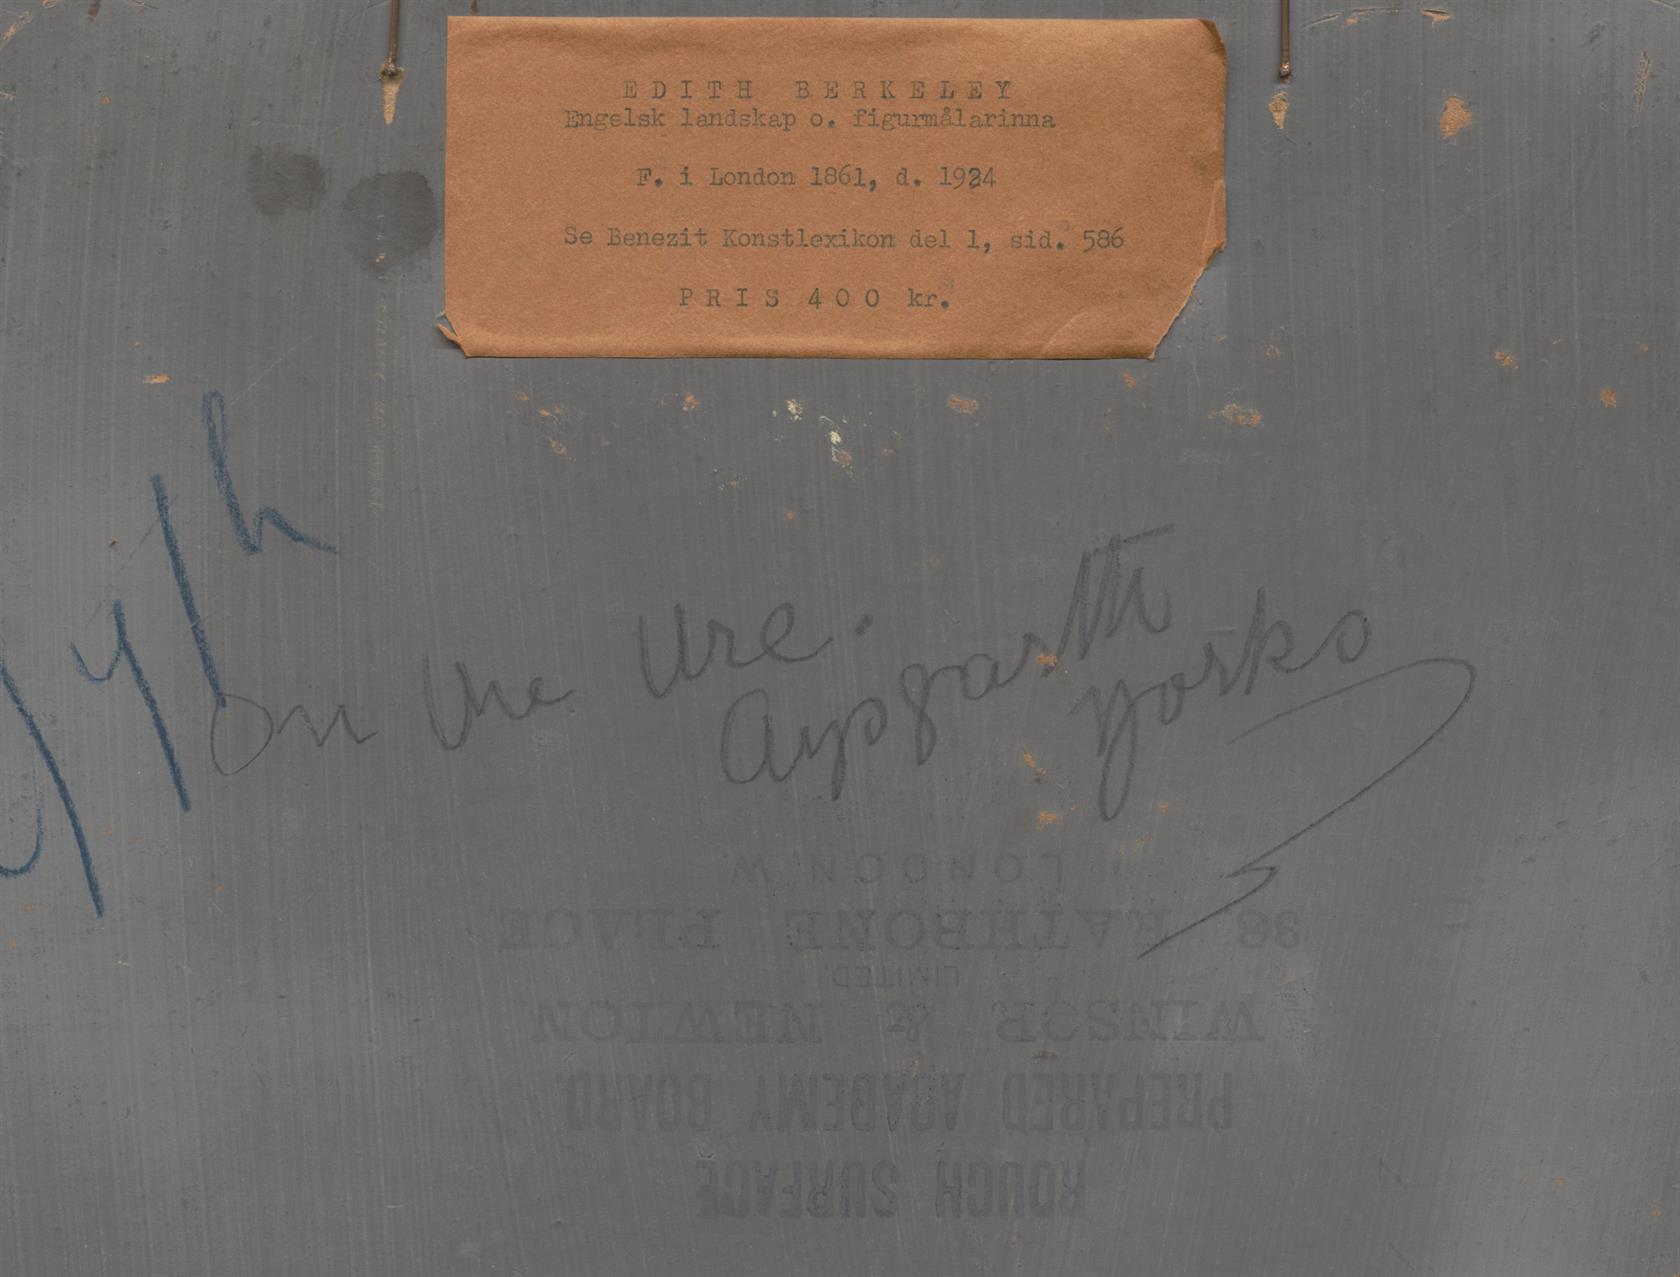 EDITH BERKELEY
Engelsk landskap o. figurmålarinna
F. i London 1861, d. 1924
Se Benezit Konstlexikon del 1, sid. 586
PRIS 400 kr.
On the Ure.
Aysgarth
Yorks
ROUGH SURFACE
PREPARED ACADEMY BOARD.
WINSOR & NEWTON,
LIMITED,
38, RATHBONE PLACE
LONDON, W.